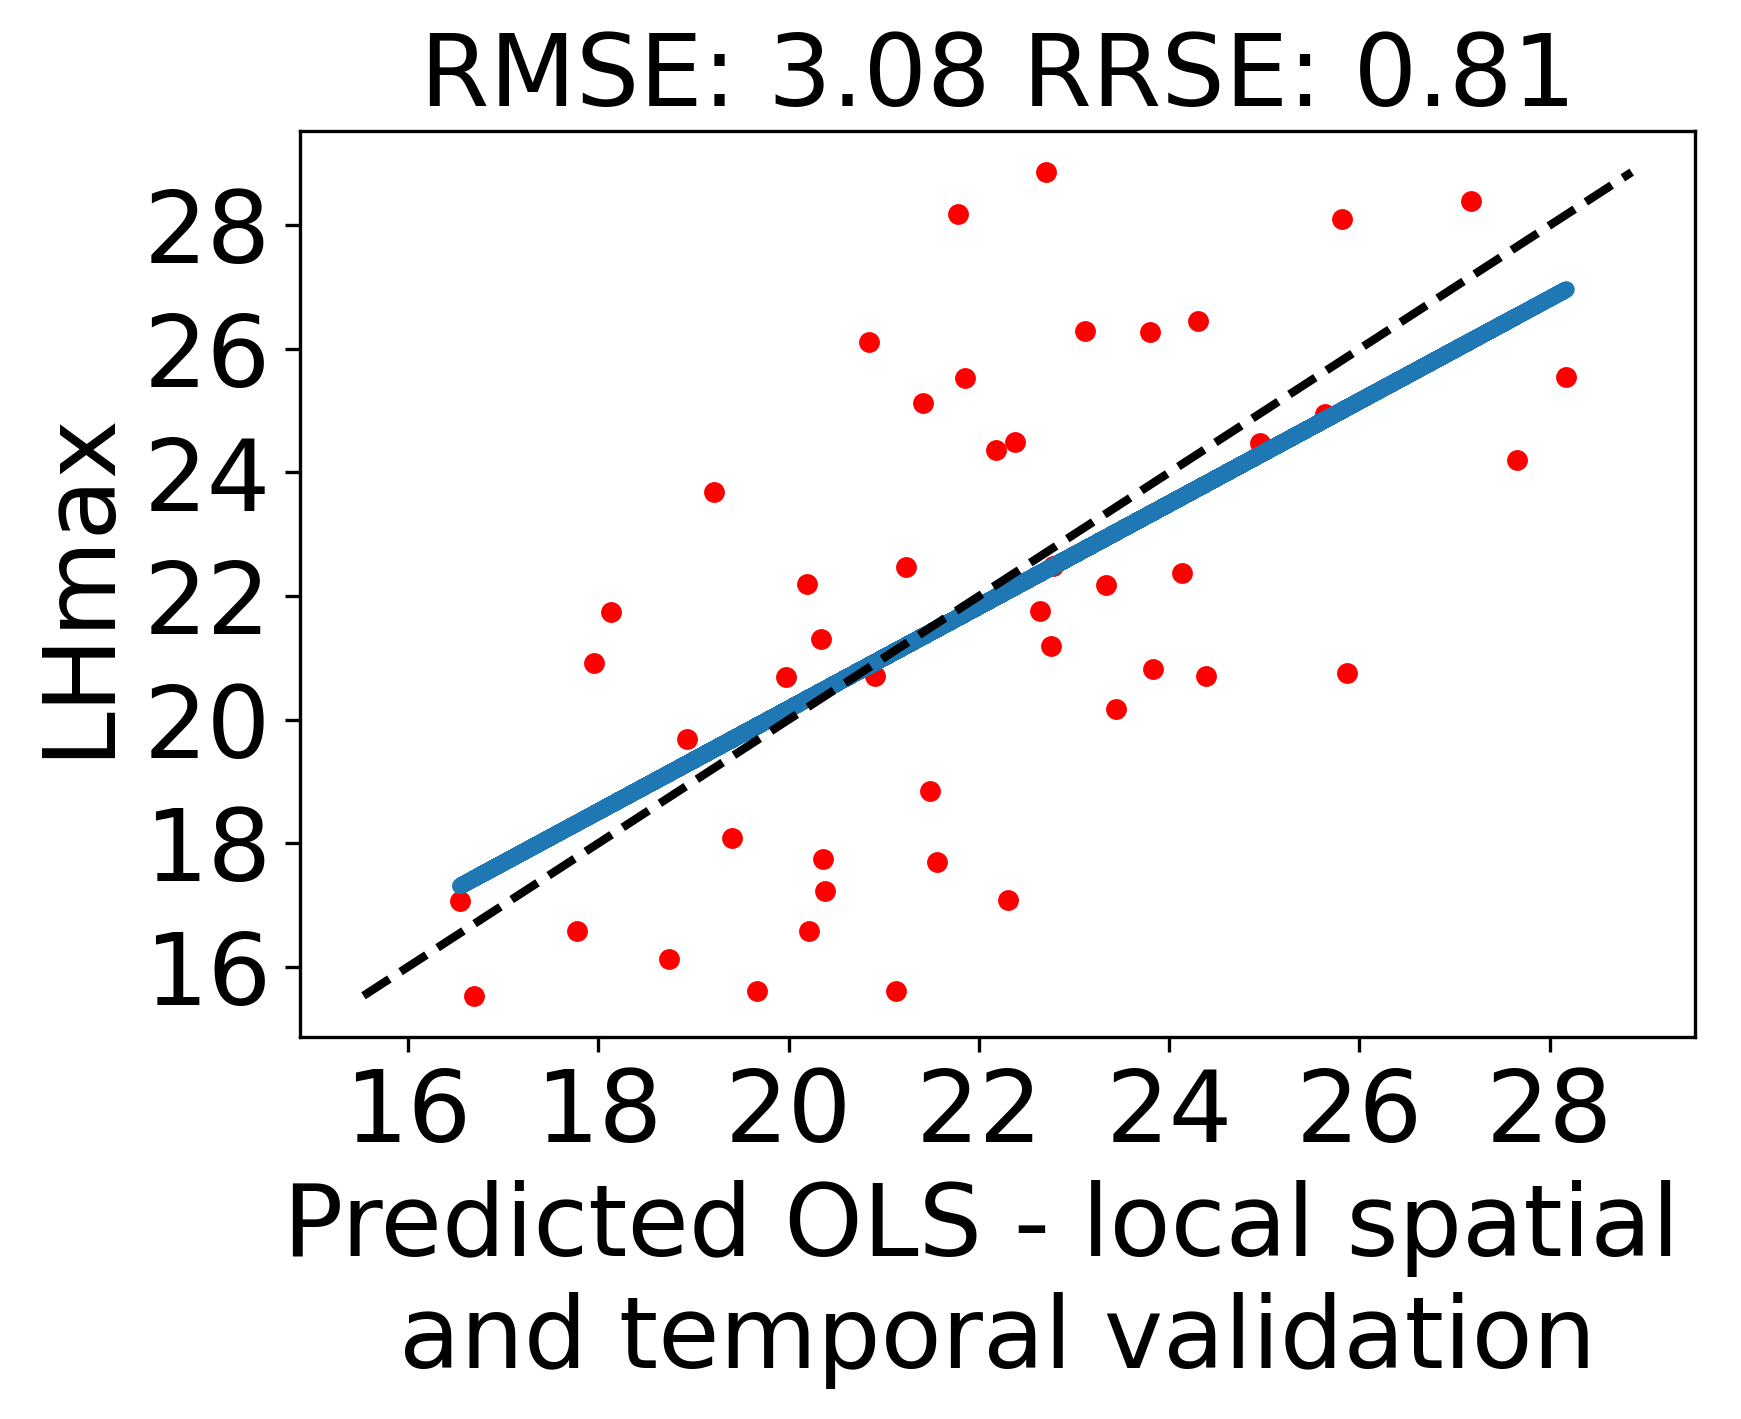 RMSE: 3.08 RRSE: 0.81
LHmax
28
26
24
22
20
18
16
16 18 20 22 24 26 28
Predicted OLS - local spatial
and temporal validation